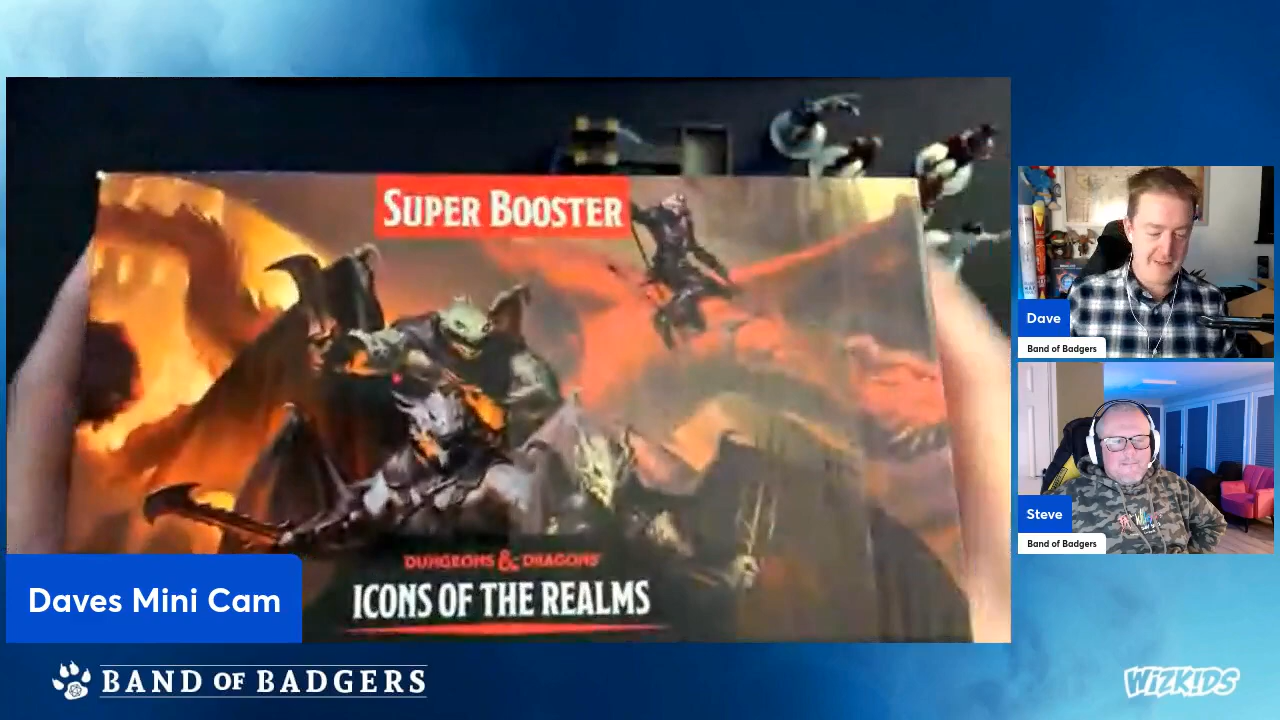 SUPER BOOSTER
DUNGEONS & DRAGONS
ICONS OF THE REALMS
Daves Mini Cam
Dave
Band of Badgers
Steve
Band of Badgers
BAND OF BADGERS
WIZKIDS